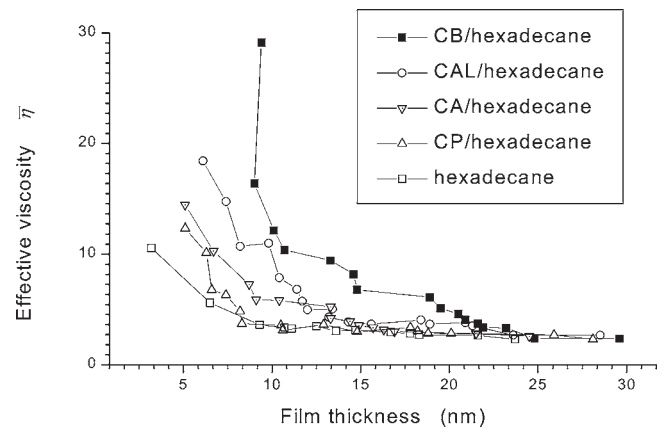 CB/hexadecane
CAL/hexadecane
CA/hexadecane
CP/hexadecane
hexadecane
30
20
10
0
Effective viscosity η̅
5 10 15 20 25 30
Film thickness (nm)